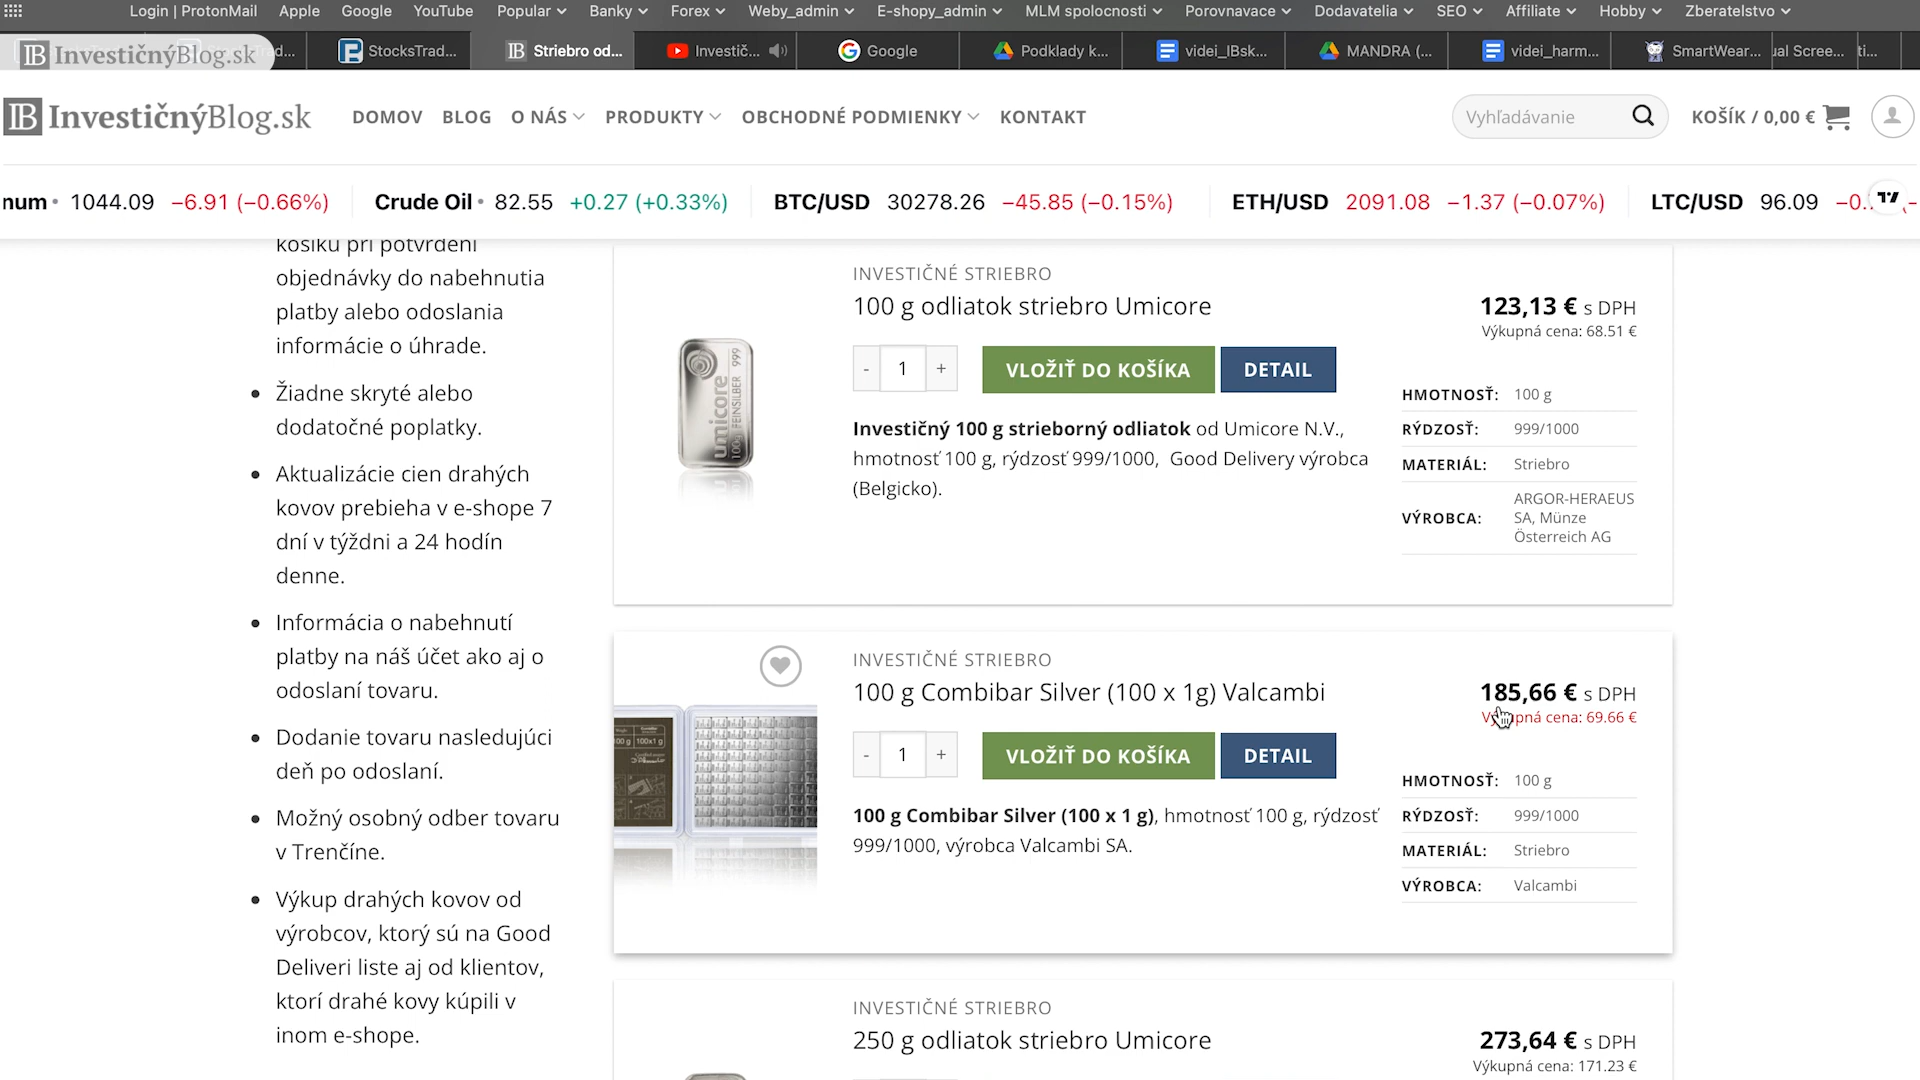 Login | ProtonMail Apple Google YouTube Popular Banky Forex Weby_admin E-shopy_admin MLM spolocnosti Porovnavace Dodavatelia SEO Affiliate Hobby Zberatelstvo
InvestičnýBlog.sk StocksTrad... Striebro od... Investič... Google Podklady k... videi_IBsk... MANDRA (... videi_harm... SmartWear...
InvestičnýBlog.sk DOMOV BLOG O NÁS PRODUKTY OBCHODNÉ PODMIENKY KONTAKT Vyhľadávanie KOŠÍK / 0,00 €
num • 1044.09 −6.91 (−0.66%) Crude Oil • 82.55 +0.27 (+0.33%) BTC/USD 30278.26 −45.85 (−0.15%) ETH/USD 2091.08 −1.37 (−0.07%) LTC/USD 96.09
košíku pri potvrdení
objednávky do nabehnutia
platby alebo odoslania
informácie o úhrade.
• Žiadne skryté alebo
dodatočné poplatky.
• Aktualizácie cien drahých
kovov prebieha v e-shope 7
dní v týždni a 24 hodín
denne.
• Informácia o nabehnutí
platby na náš účet ako aj o
odoslaní tovaru.
• Dodanie tovaru nasledujúci
deň po odoslaní.
• Možný osobný odber tovaru
v Trenčíne.
• Výkup drahých kovov od
výrobcov, ktorý sú na Good
Deliveri liste aj od klientov,
ktorí drahé kovy kúpili v
inom e-shope.
umicore
100g FEINSILBER 999
INVESTIČNÉ STRIEBRO
100 g odliatok striebro Umicore
- 1 + VLOŽIŤ DO KOŠÍKA DETAIL
Investičný 100 g strieborný odliatok od Umicore N.V.,
hmotnosť 100 g, rýdzosť 999/1000, Good Delivery výrobca
(Belgicko).
123,13 € s DPH
Výkupná cena: 68.51 €
HMOTNOSŤ: 100 g
RÝDZOSŤ: 999/1000
MATERIÁL: Striebro
VÝROBCA: ARGOR-HERAEUS
SA, Münze
Österreich AG
INVESTIČNÉ STRIEBRO
100 g Combibar Silver (100 x 1g) Valcambi
- 1 + VLOŽIŤ DO KOŠÍKA DETAIL
100 g Combibar Silver (100 x 1 g), hmotnosť 100 g, rýdzosť
999/1000, výrobca Valcambi SA.
185,66 € s DPH
cena: 69.66 €
HMOTNOSŤ: 100 g
RÝDZOSŤ: 999/1000
MATERIÁL: Striebro
VÝROBCA: Valcambi
INVESTIČNÉ STRIEBRO
250 g odliatok striebro Umicore
273,64 € s DPH
Výkupná cena: 171.23 €